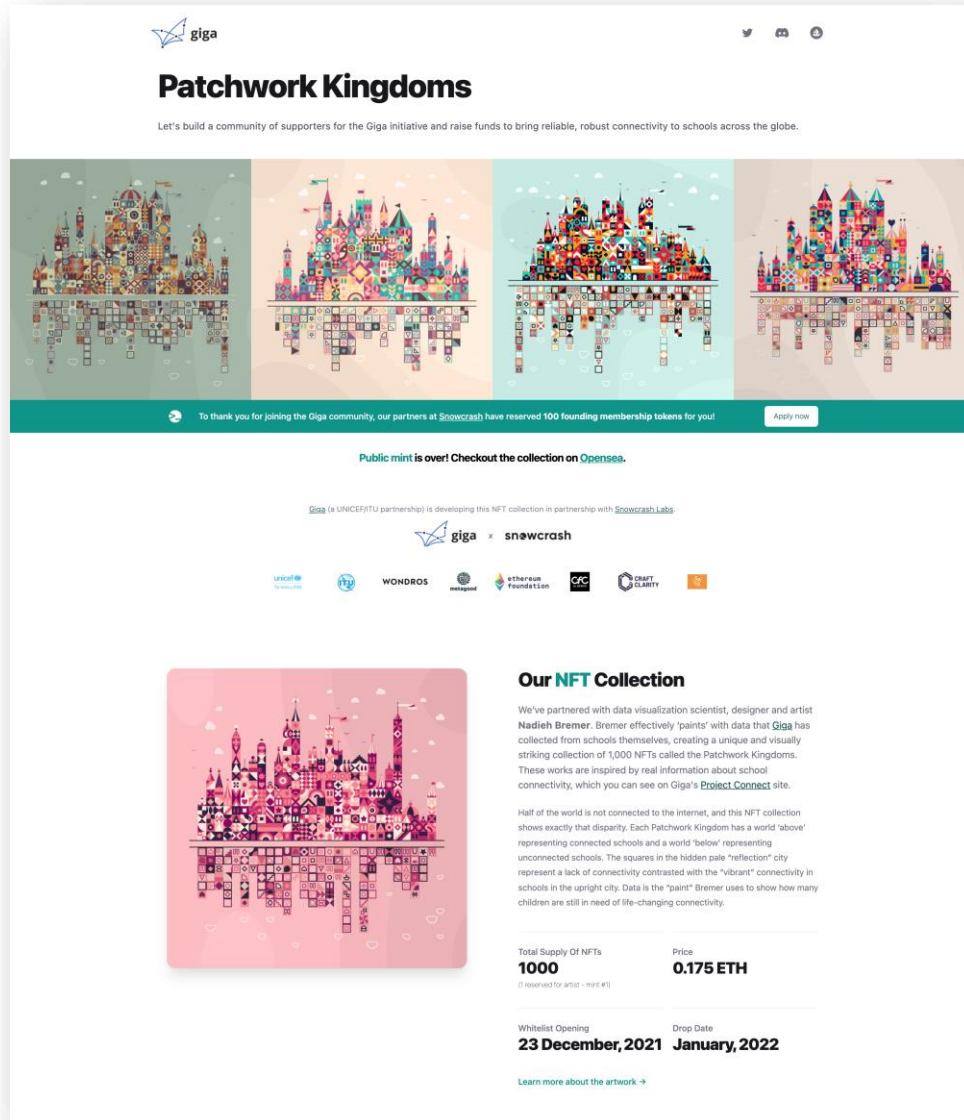 giga
Patchwork Kingdoms
Let's build a community of supporters for the Giga initiative and raise funds to bring reliable, robust connectivity to schools across the globe.
To thank you for joining the Giga community, our partners at Snowcrash have reserved 100 founding membership tokens for you!
Apply now
Public mint is over! Checkout the collection on Opensea.
Giga (a UNICEF/ITU partnership) is developing this NFT collection in partnership with Snowcrash Labs.
giga x snowcrash
unicef
for every child
ITU
WONDROS
metagood
ethereum
foundation
CfC
CRAFT
CLARITY
Our NFT Collection
We've partnered with data visualization scientist, designer and artist
Nadieh Bremer. Bremer effectively 'paints' with data that Giga has
collected from schools themselves, creating a unique and visually
striking collection of 1,000 NFTs called the Patchwork Kingdoms.
These works are inspired by real information about school
connectivity, which you can see on Giga's Project Connect site.
Half of the world is not connected to the internet, and this NFT collection
shows exactly that disparity. Each Patchwork Kingdom has a world 'above'
representing connected schools and a world 'below' representing
unconnected schools. The squares in the hidden pale "reflection" city
represent a lack of connectivity contrasted with the "vibrant" connectivity in
schools in the upright city. Data is the "paint" Bremer uses to show how many
children are still in need of life-changing connectivity.
Total Supply Of NFTs
1000
(1 reserved for artist - mint #1)
Price
0.175 ETH
Whitelist Opening
23 December, 2021
Drop Date
January, 2022
Learn more about the artwork →